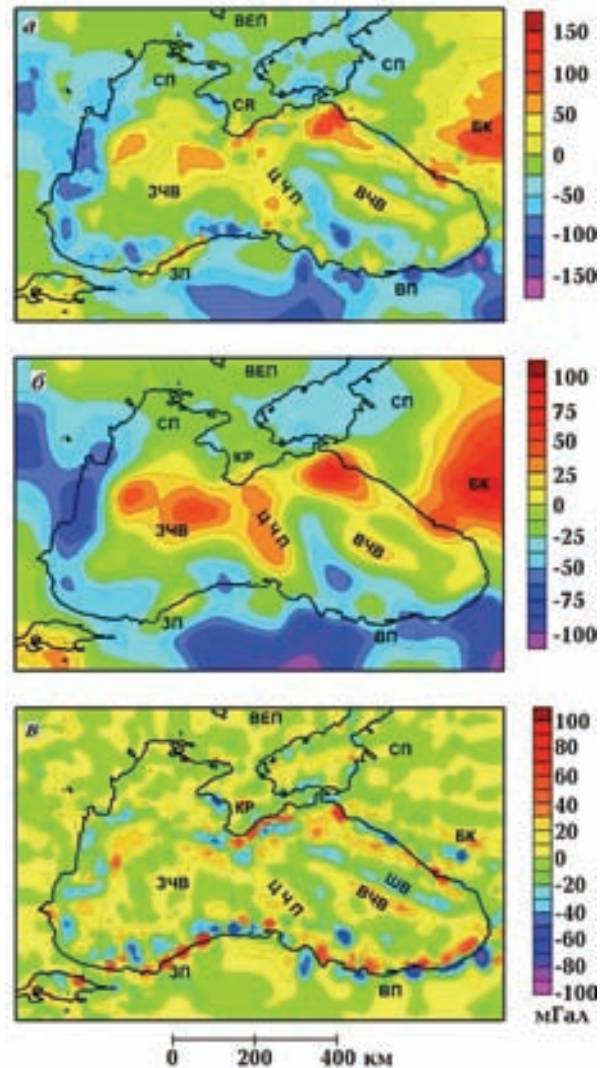 а
ВЕП
СП
СП
CR
БК
ЗЧВ
ЦЧП
ВЧВ
ЗП
ВП
150
100
50
0
-50
-100
-150
б
ВЕП
СП
СП
КР
БК
ЗЧВ
ЦЧП
ВЧВ
ЗП
ВП
100
75
50
25
0
-25
-50
-75
-100
в
ВЕП
СП
КР
БК
ЗЧВ
ЦЧП
ШВ
ВЧВ
ЗП
ВП
100
80
60
40
20
0
-20
-40
-60
-80
-100
мГал
0 200 400 км